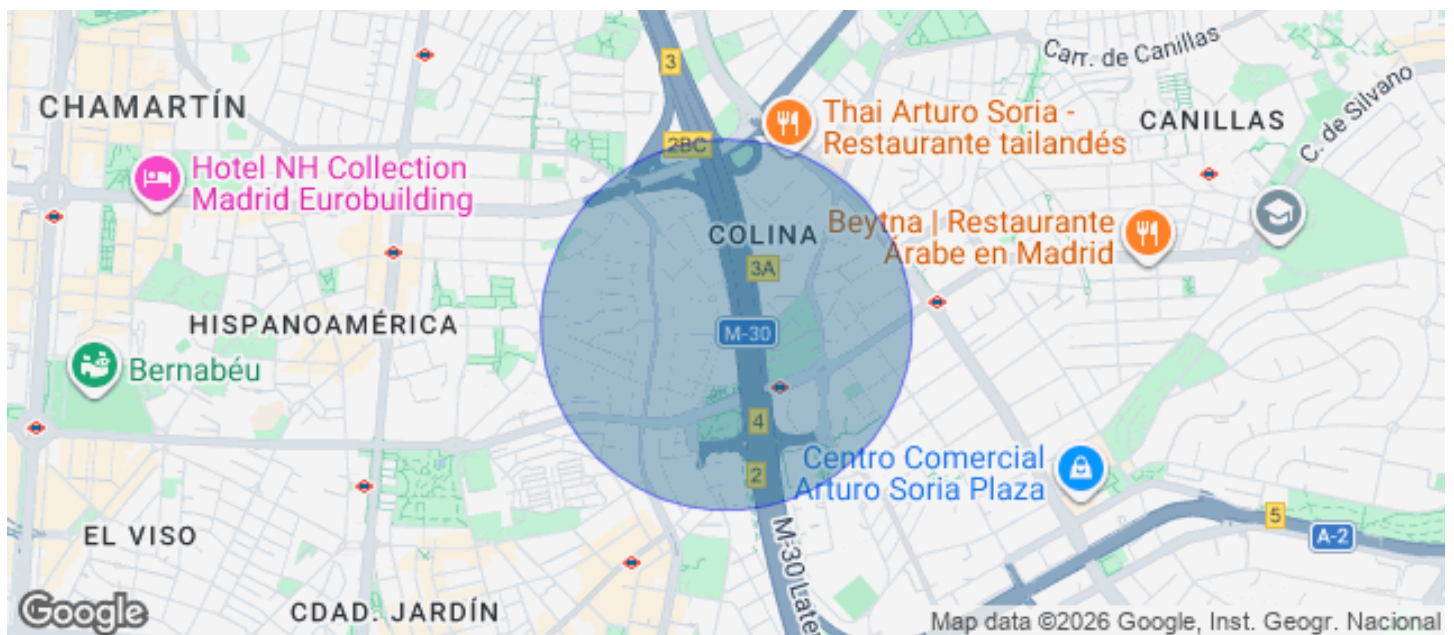 3
Carr. de Canillas
CHAMARTÍN
Thai Arturo Soria -
Restaurante tailandés
CANILLAS
C. de Silvano
2BC
Hotel NH Collection
Madrid Eurobuilding
COLINA
Beytna | Restaurante
Árabe en Madrid
3A
HISPANOAMÉRICA
M-30
Bernabéu
4
2
Centro Comercial
Arturo Soria Plaza
EL VISO
5
A-2
CDAD. JARDÍN
Google
Map data ©2026 Google, Inst. Geogr. Nacional